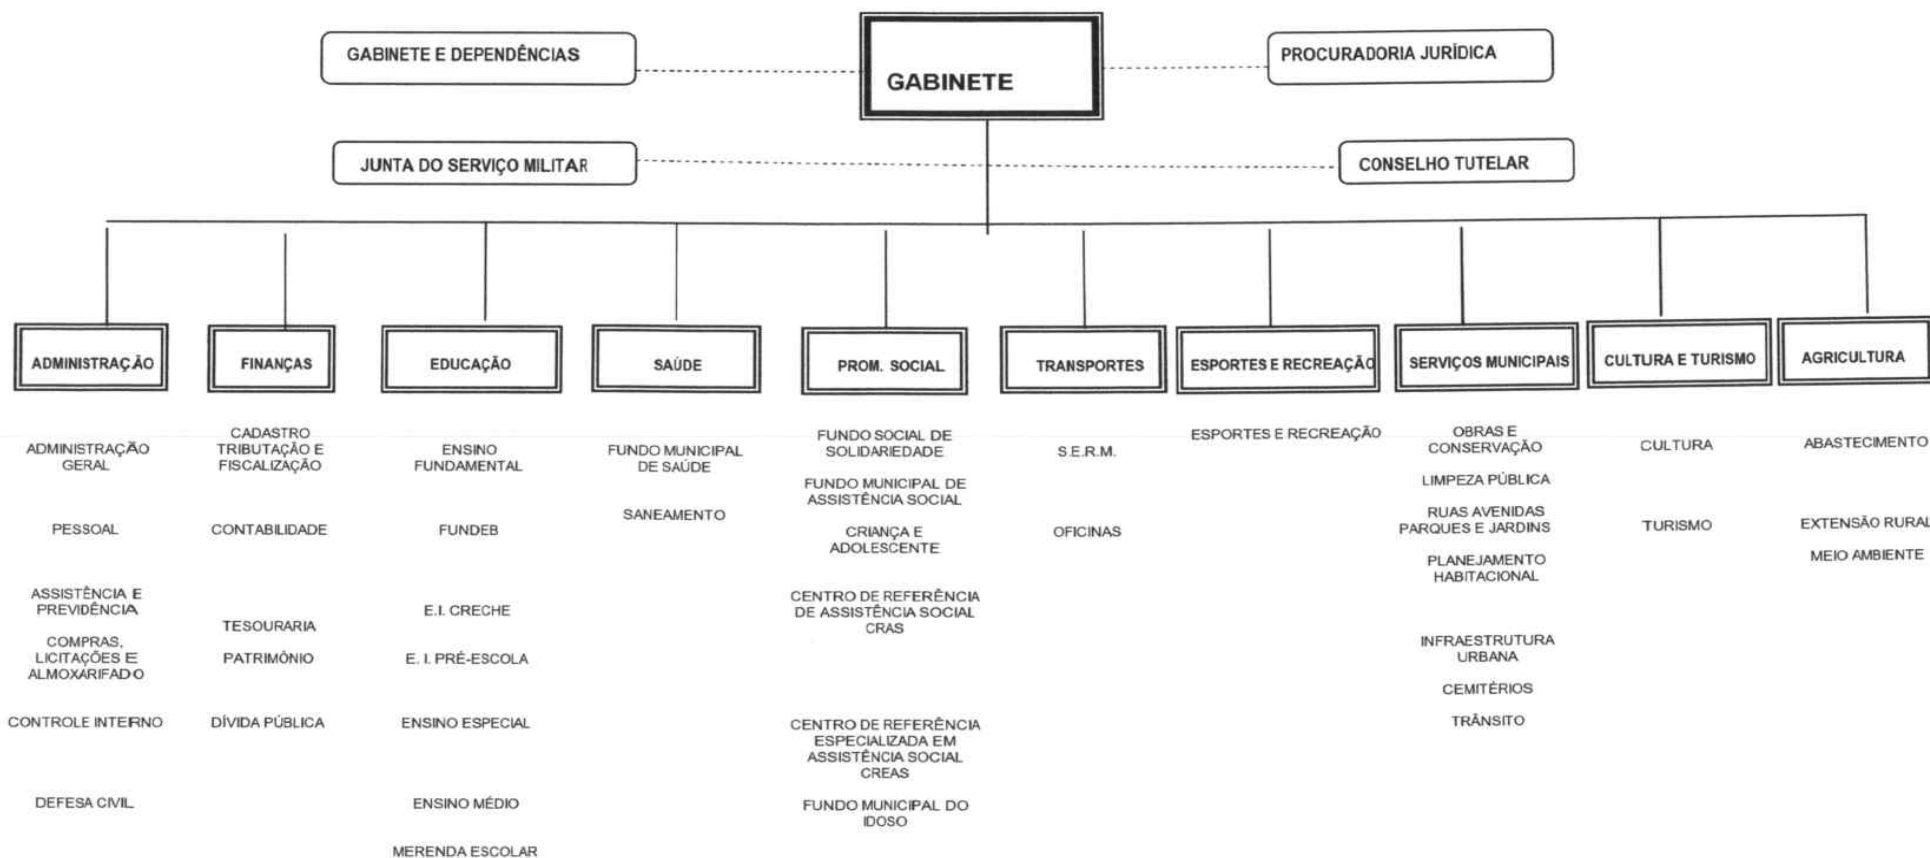 GABINETE E DEPENDÊNCIAS
GABINETE
PROCURADORIA JURÍDICA
JUNTA DO SERVIÇO MILITAR
CONSELHO TUTELAR
ADMINISTRAÇÃO
FINANÇAS
EDUCAÇÃO
SAÚDE
PROM. SOCIAL
TRANSPORTES
ESPORTES E RECREAÇÃO
SERVIÇOS MUNICIPAIS
CULTURA E TURISMO
AGRICULTURA
ADMINISTRAÇÃO
GERAL
PESSOAL
ASSISTÊNCIA E
PREVIDÊNCIA
COMPRAS,
LICITAÇÕES E
ALMOXARIFADO
CONTROLE INTERNO
DEFESA CIVIL
CADASTRO
TRIBUTAÇÃO E
FISCALIZAÇÃO
CONTABILIDADE
TESOURARIA
PATRIMÔNIO
DÍVIDA PÚBLICA
ENSINO
FUNDAMENTAL
FUNDEB
E.I. CRECHE
E. I. PRÉ-ESCOLA
ENSINO ESPECIAL
ENSINO MÉDIO
MERENDA ESCOLAR
FUNDO MUNICIPAL
DE SAÚDE
SANEAMENTO
FUNDO SOCIAL DE
SOLIDARIEDADE
FUNDO MUNICIPAL DE
ASSISTÊNCIA SOCIAL
CRIANÇA E
ADOLESCENTE
CENTRO DE REFERÊNCIA
DE ASSISTÊNCIA SOCIAL
CRAS
CENTRO DE REFERÊNCIA
ESPECIALIZADA EM
ASSISTÊNCIA SOCIAL
CREAS
FUNDO MUNICIPAL DO
IDOSO
S.E.R.M.
OFICINAS
ESPORTES E RECREAÇÃO
OBRAS E
CONSERVAÇÃO
LIMPEZA PÚBLICA
RUAS AVENIDAS
PARQUES E JARDINS
PLANEJAMENTO
HABITACIONAL
INFRAESTRUTURA
URBANA
CEMITÉRIOS
TRÂNSITO
CULTURA
TURISMO
ABASTECIMENTO
EXTENSÃO RURAL
MEIO AMBIENTE